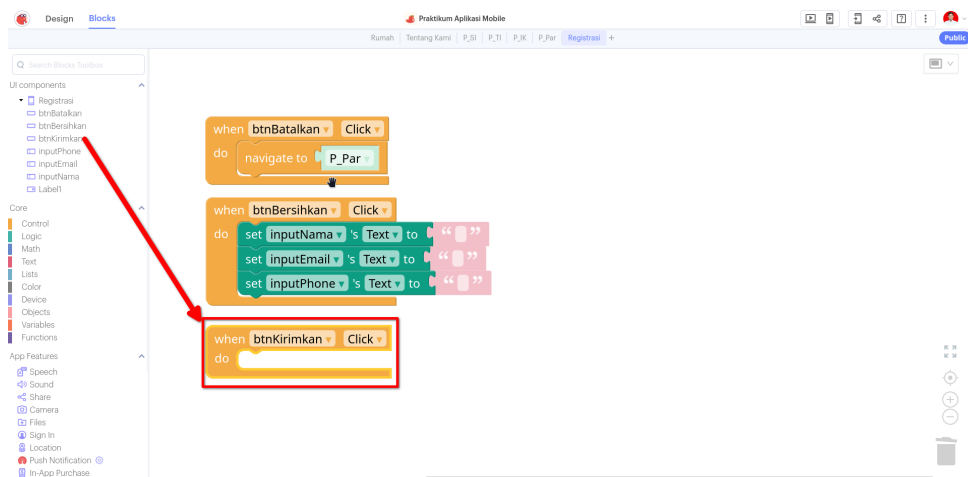 Design Blocks Praktikum Aplikasi Mobile
Rumah Tentang Kami P_SI P_TI P_IK P_Par Registrasi + Public
Search Blocks Toolbox
UI components
Registrasi
btnBatalkan
btnBersihkan
btnKirimkan
inputPhone
inputEmail
inputNama
Label1
Core
Control
Logic
Math
Text
Lists
Color
Device
Objects
Variables
Functions
App Features
Speech
Sound
Share
Camera
Files
Sign In
Location
Push Notification
In-App Purchase
when btnBatalkan Click
do navigate to P_Par
when btnBersihkan Click
do set inputNama 's Text to “ ”
set inputEmail 's Text to “ ”
set inputPhone 's Text to “ ”
when btnKirimkan Click
do